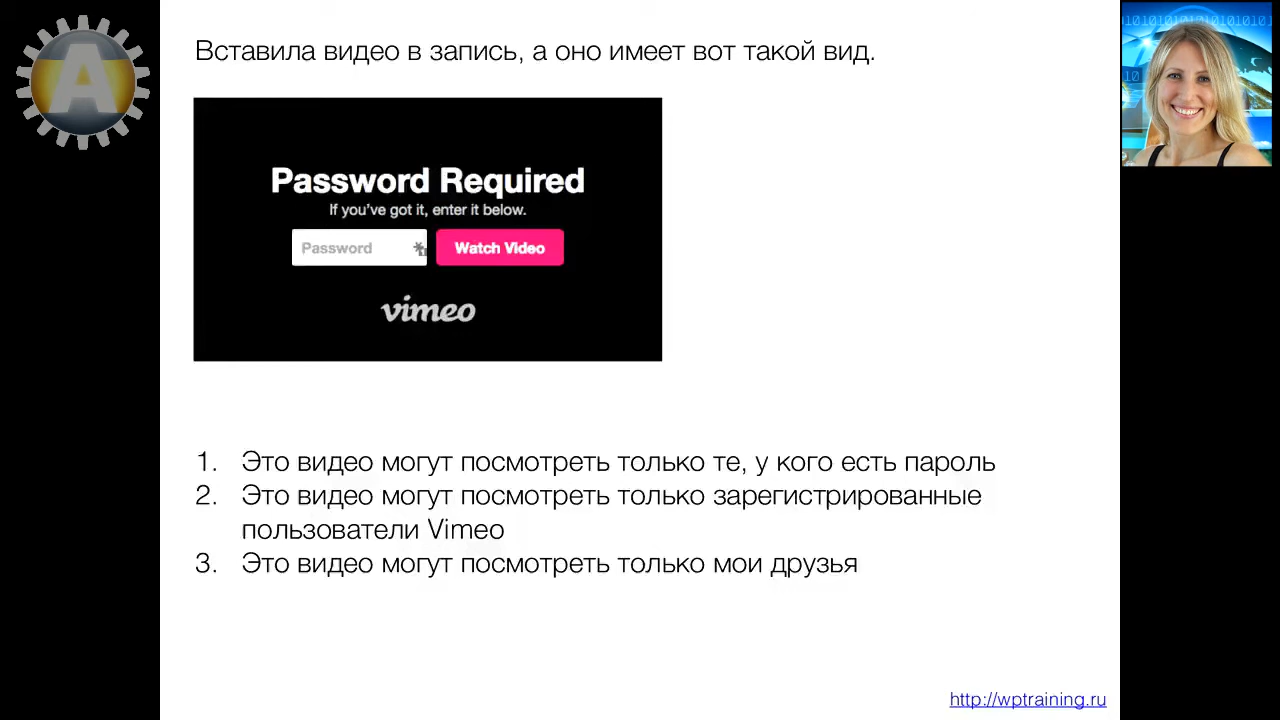 Вставила видео в запись, а оно имеет вот такой вид.
A
Password Required
If you've got it, enter it below.
Password
Watch Video
vimeo
1. Это видео могут посмотреть только те, у кого есть пароль
2. Это видео могут посмотреть только зарегистрированные
пользователи Vimeo
3. Это видео могут посмотреть только мои друзья
http://wptraining.ru